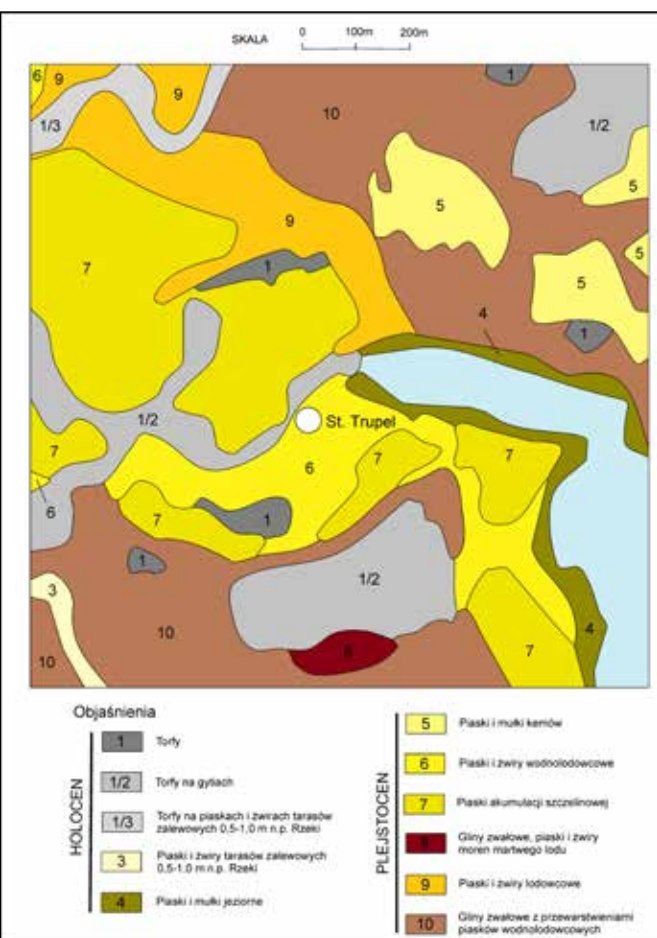 SKALA 0 100m 200m
6
9
9
1
10
1/3
1/2
5
5
9
7
5
1
5
4
1
1/2
St. Trupel
7
6
7
7
6
7
1
1
1/2
3
10
10
8
7
4
Objaśnienia
HOLOCEN
1 Torfy
1/2 Torfy na gytiach
1/3 Torfy na piaskach i żwirach tarasów
zalewowych 0,5-1,0 m n.p. Rzeki
3 Piaski i żwiry tarasów zalewowych
0,5-1,0 m n.p. Rzeki
4 Piaski i mułki jeziorne
PLEJSTOCEN
5 Piaski i mułki kemów
6 Piaski i żwiry wodnolodowcowe
7 Piaski akumulacji szczelinowej
8 Gliny zwałowe, piaski i żwiry
moren martwego lodu
9 Piaski i żwiry lodowcowe
10 Gliny zwałowe z przewarstwieniami
piasków wodnolodowcowych